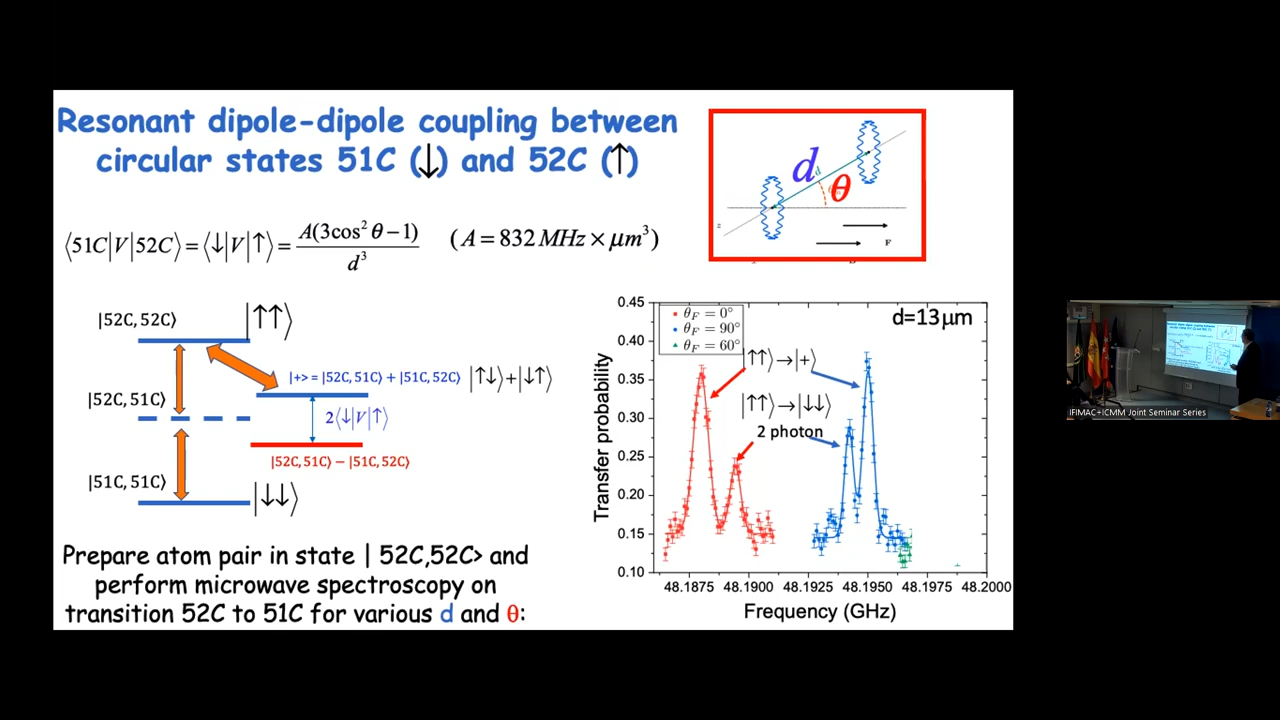 Resonant dipole-dipole coupling between
circular states 51C (↓) and 52C (↑)
⟨51C|V|52C⟩ = ⟨↓|V|↑⟩ = A(3cos² θ − 1) / d³ ( A = 832 MHz × μm³ )
d
d
θ
z
F
|52C, 52C⟩
|↑↑⟩
|+> = |52C, 51C⟩ + |51C, 52C⟩ |↑↓⟩+|↓↑⟩
|52C, 51C⟩
2⟨↓|V|↑⟩
|52C, 51C⟩ − |51C, 52C⟩
|51C, 51C⟩
|↓↓⟩
Prepare atom pair in state | 52C,52C> and
perform microwave spectroscopy on
transition 52C to 51C for various d and θ:
d=13μm
θF = 0°
θF = 90°
θF = 60°
|↑↑⟩→|+⟩
|↑↑⟩→|↓↓⟩
2 photon
Transfer probability
0.45
0.40
0.35
0.30
0.25
0.20
0.15
0.10
48.1875 48.1900 48.1925 48.1950 48.1975 48.2000
Frequency (GHz)
IFIMAC+ICMM Joint Seminar Series